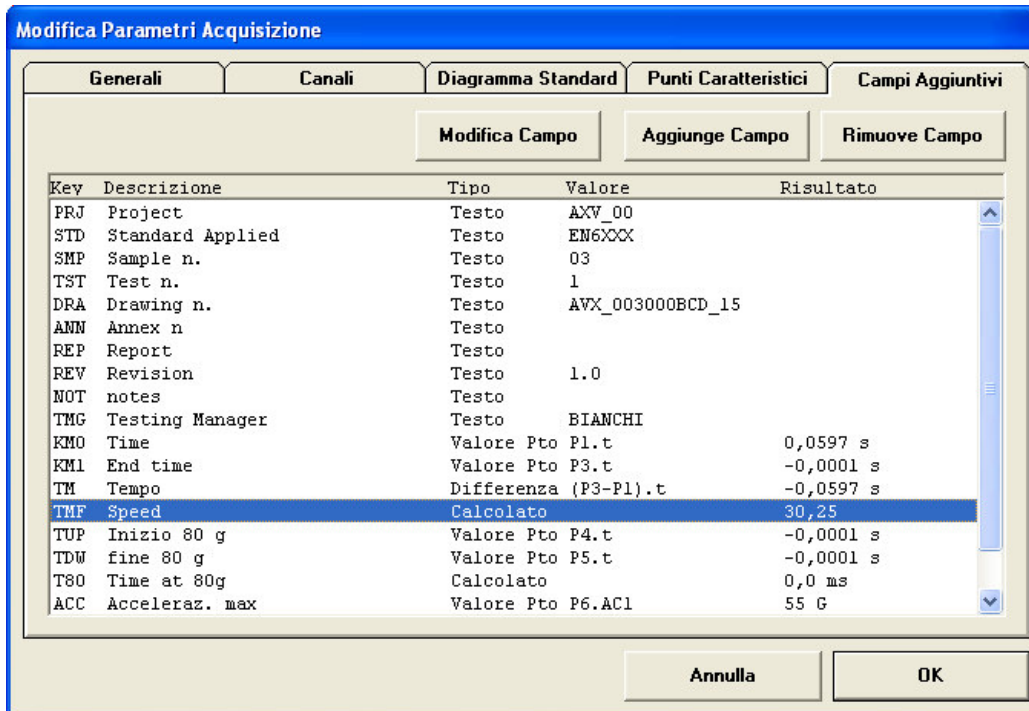 Modifica Parametri Acquisizione
Generali Canali Diagramma Standard Punti Caratteristici Campi Aggiuntivi
Modifica Campo Aggiunge Campo Rimuove Campo
Key Descrizione Tipo Valore Risultato
PRJ Project Testo AXV_00
STD Standard Applied Testo EN6XXX
SMP Sample n. Testo 03
TST Test n. Testo 1
DRA Drawing n. Testo AVX_003000BCD_15
ANN Annex n Testo
REP Report Testo
REV Revision Testo 1.0
NOT notes Testo
TMG Testing Manager Testo BIANCHI
KM0 Time Valore Pto P1.t 0,0597 s
KM1 End time Valore Pto P3.t -0,0001 s
TM Tempo Differenza (P3-P1).t -0,0597 s
TMF Speed Calcolato 30,25
TUP Inizio 80 g Valore Pto P4.t -0,0001 s
TDW fine 80 g Valore Pto P5.t -0,0001 s
T80 Time at 80g Calcolato 0,0 ms
ACC Acceleraz. max Valore Pto P6.AC1 55 G
Annulla OK